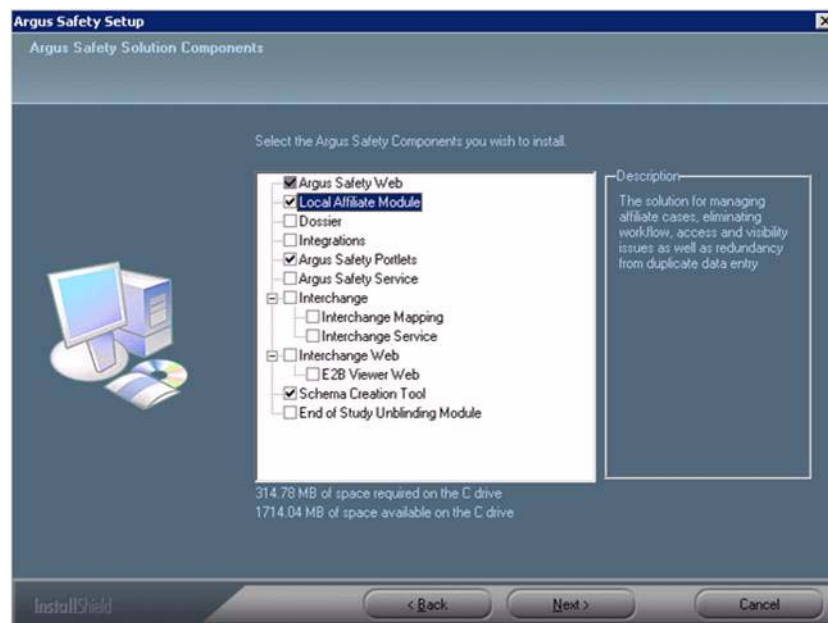 Argus Safety Setup
Argus Safety Solution Components
Select the Argus Safety Components you wish to install.
Argus Safety Web
Local Affiliate Module
Dossier
Integrations
Argus Safety Portlets
Argus Safety Service
Interchange
Interchange Mapping
Interchange Service
Interchange Web
E2B Viewer Web
Schema Creation Tool
End of Study Unblinding Module
Description
The solution for managing
affiliate cases, eliminating
workflow, access and visibility
issues as well as redundancy
from duplicate data entry
314.78 MB of space required on the C drive
1714.04 MB of space available on the C drive
InstallShield
< Back
Next >
Cancel